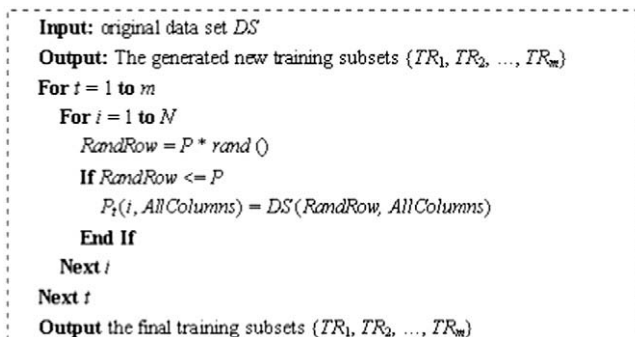 Input: original data set DS
Output: The generated new training subsets {TR1, TR2, ..., TRm}
For t = 1 to m
For i = 1 to N
RandRow = P * rand ()
If RandRow <= P
Pt(i, AllColumns) = DS(RandRow, AllColumns)
End If
Next i
Next t
Output the final training subsets {TR1, TR2, ..., TRm}